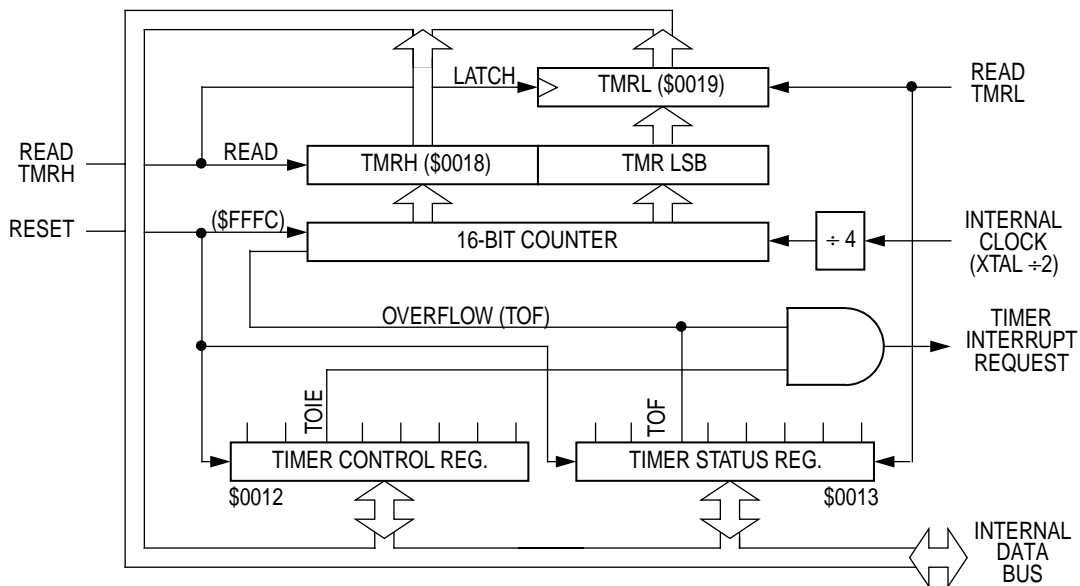 LATCH
TMRL ($0019)
READ
TMRL
READ
TMRH
READ
TMRH ($0018)
TMR LSB
RESET
($FFFC)
16-BIT COUNTER
÷ 4
INTERNAL
CLOCK
(XTAL ÷2)
OVERFLOW (TOF)
TIMER
INTERRUPT
REQUEST
TOIE
TOF
TIMER CONTROL REG.
TIMER STATUS REG.
$0012
$0013
INTERNAL
DATA
BUS